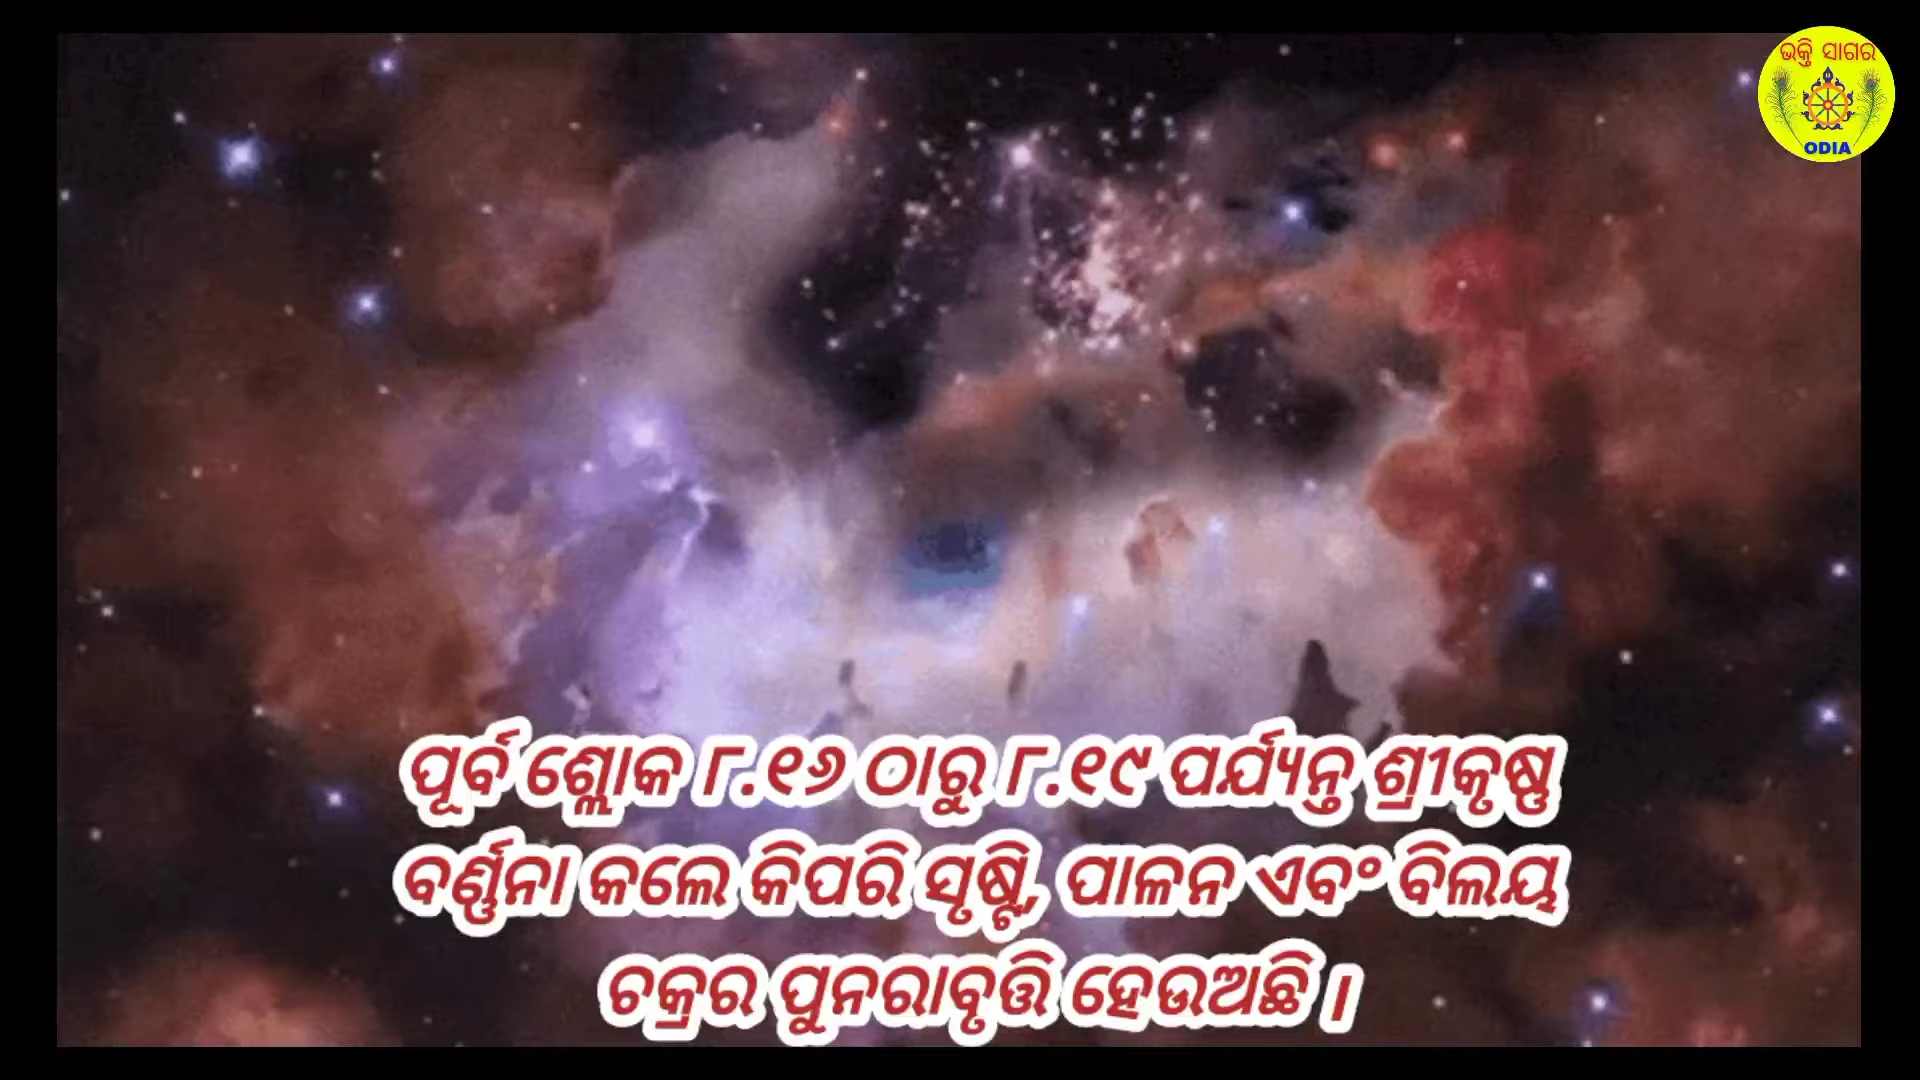 ଭକ୍ତି ସାଗର
ODIA
ପୂର୍ବ ଶ୍ଳୋକ ୮.୧୬ ଠାରୁ ୮.୧୯ ପର୍ଯ୍ୟନ୍ତ ଶ୍ରୀକୃଷ୍ଣ
ବର୍ଣ୍ଣନା କଲେ କିପରି ସୃଷ୍ଟି, ପାଳନ ଏବଂ ବିଲୟ
ଚକ୍ରର ପୁନରାବୃତ୍ତି ହେଉଅଛି ।